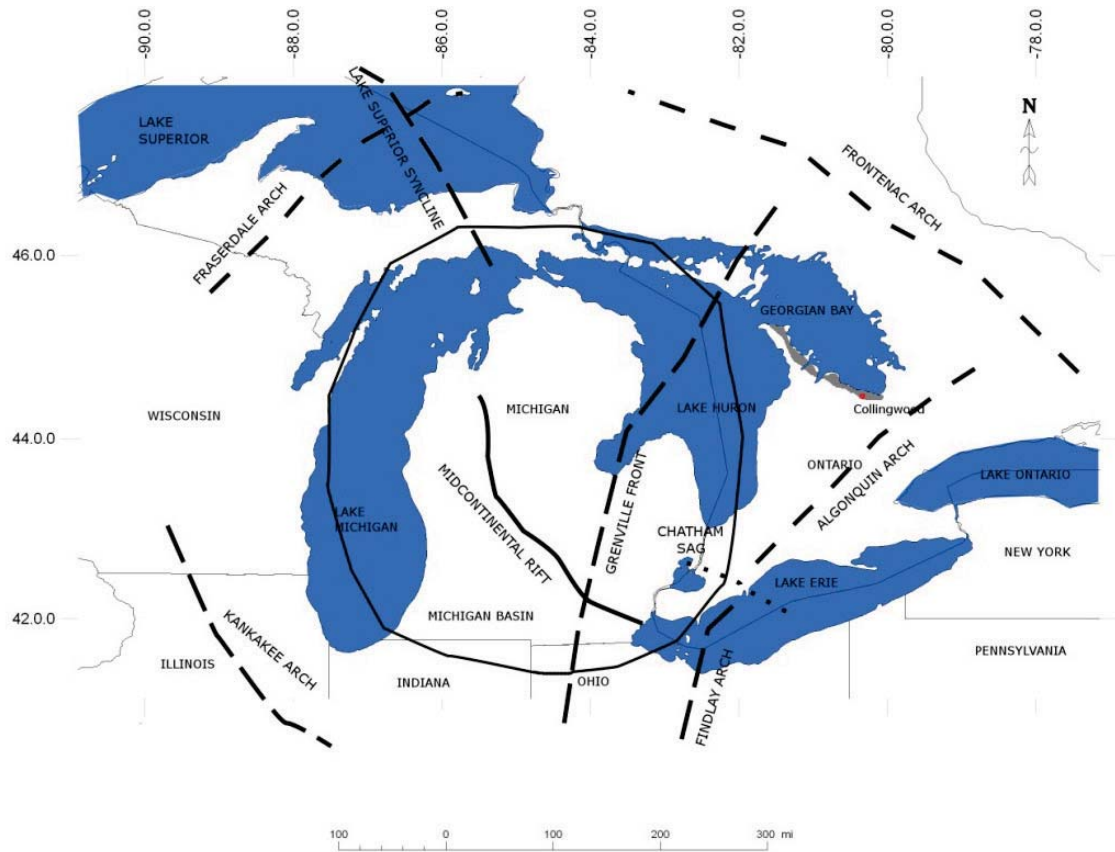 -90.0.0
-88.0.0
-86.0.0
-84.0.0
-82.0.0
-80.0.0
-78.0.0
LAKE
SUPERIOR
LAKE SUPERIOR SYNCLINE
N
FRONTENAC ARCH
FRASERDALE ARCH
46.0.0
GEORGIAN BAY
WISCONSIN
MICHIGAN
LAKE HURON
Collingwood
44.0.0
ONTARIO
ALGONQUIN ARCH
LAKE ONTARIO
MIDCONTINENTAL RIFT
GRENVILLE FRONT
LAKE
MICHIGAN
CHATHAM
SAG
NEW YORK
LAKE ERIE
42.0.0
MICHIGAN BASIN
KANKAKEE ARCH
ILLINOIS
INDIANA
OHIO
FINDLAY ARCH
PENNSYLVANIA
100 0 100 200 300 mi